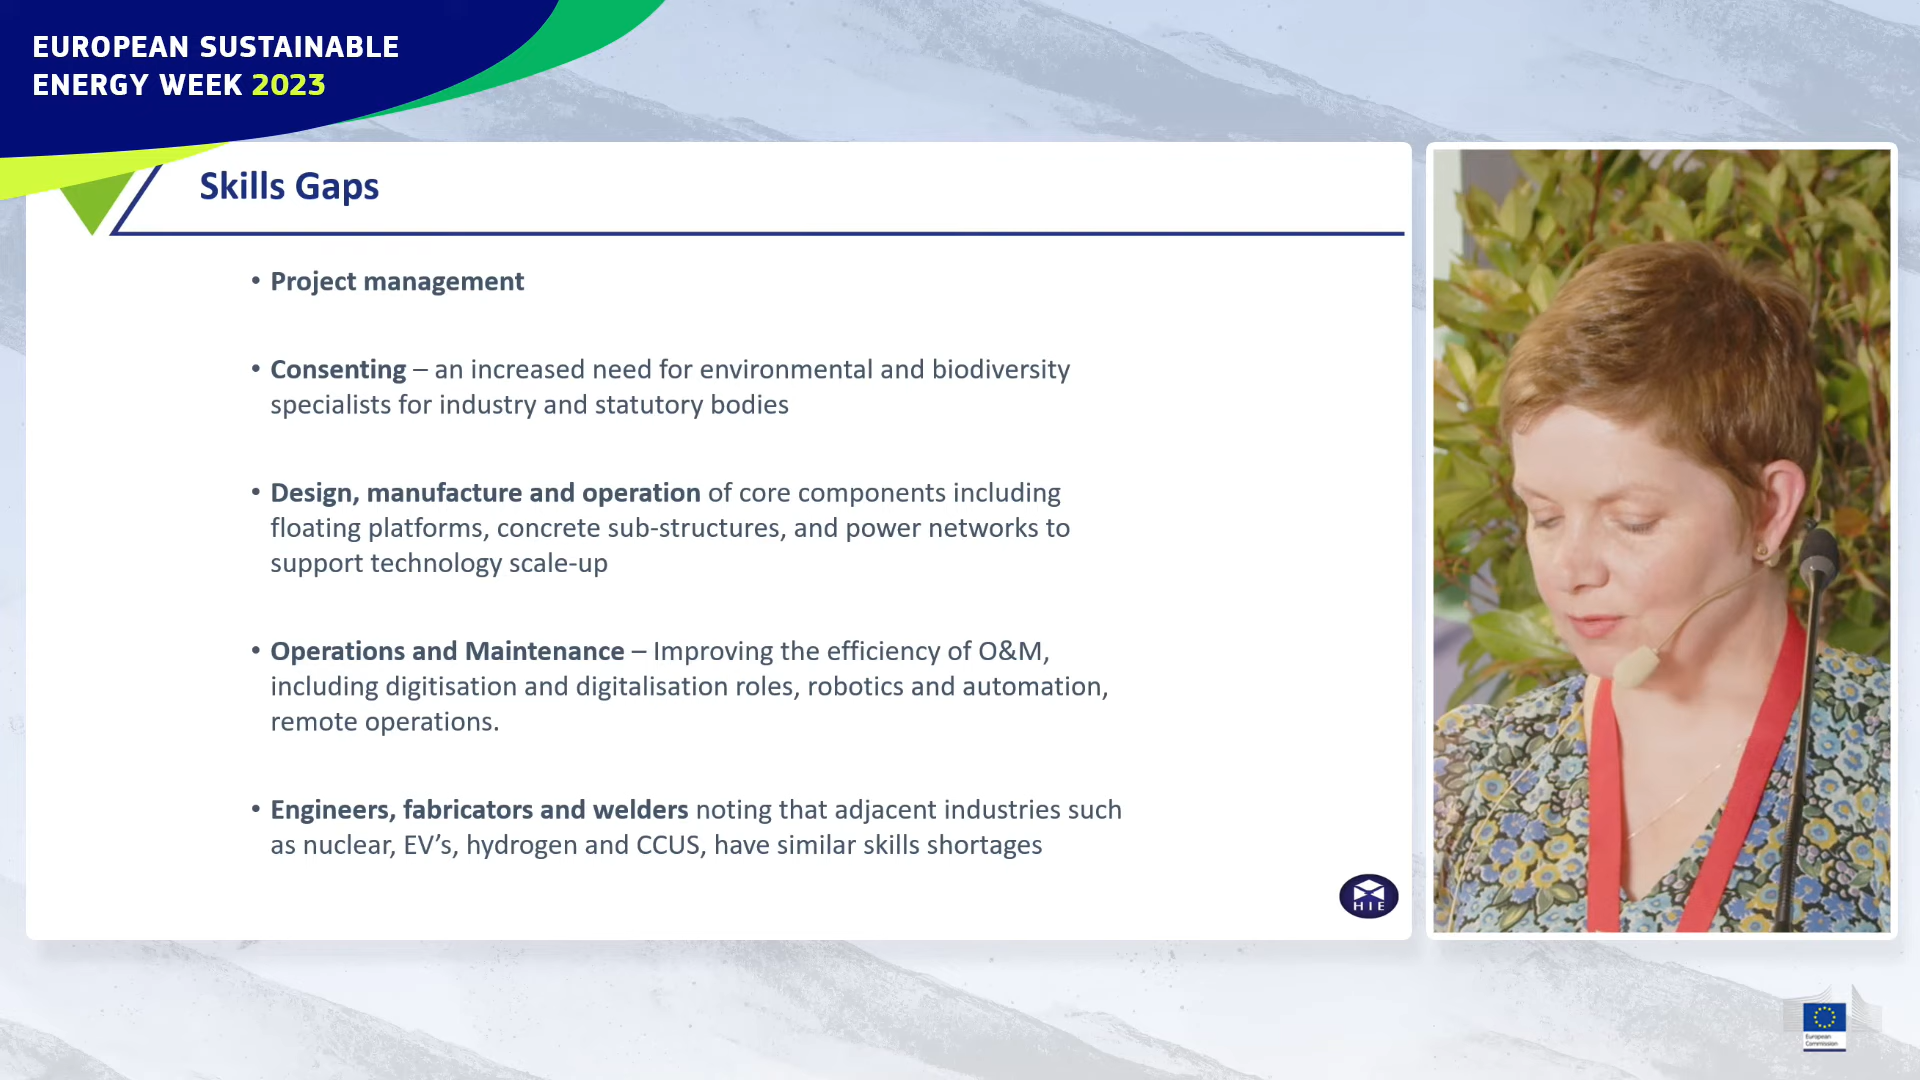 EUROPEAN SUSTAINABLE
ENERGY WEEK 2023
Skills Gaps
• Project management
• Consenting – an increased need for environmental and biodiversity
specialists for industry and statutory bodies
• Design, manufacture and operation of core components including
floating platforms, concrete sub-structures, and power networks to
support technology scale-up
• Operations and Maintenance – Improving the efficiency of O&M,
including digitisation and digitalisation roles, robotics and automation,
remote operations.
• Engineers, fabricators and welders noting that adjacent industries such
as nuclear, EV’s, hydrogen and CCUS, have similar skills shortages
HIE
European
Commission